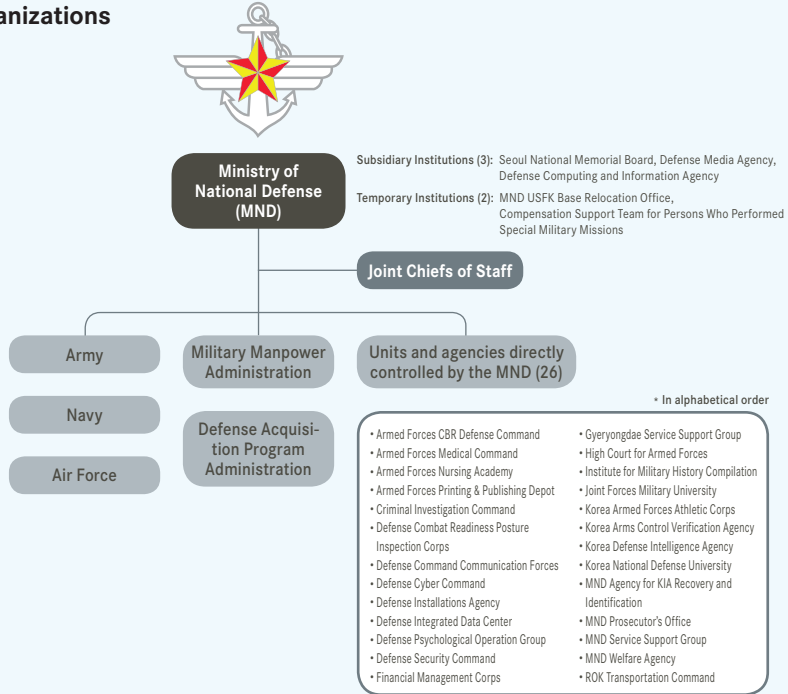 anizations
Ministry of
National Defense
(MND)
Subsidiary Institutions (3): Seoul National Memorial Board, Defense Media Agency,
Defense Computing and Information Agency
Temporary Institutions (2): MND USFK Base Relocation Office,
Compensation Support Team for Persons Who Performed
Special Military Missions
Joint Chiefs of Staff
Army
Navy
Air Force
Military Manpower
Administration
Defense Acquisi-
tion Program
Administration
Units and agencies directly
controlled by the MND (26)
* In alphabetical order
• Armed Forces CBR Defense Command
• Armed Forces Medical Command
• Armed Forces Nursing Academy
• Armed Forces Printing & Publishing Depot
• Criminal Investigation Command
• Defense Combat Readiness Posture
Inspection Corps
• Defense Command Communication Forces
• Defense Cyber Command
• Defense Installations Agency
• Defense Integrated Data Center
• Defense Psychological Operation Group
• Defense Security Command
• Financial Management Corps
• Gyeryongdae Service Support Group
• High Court for Armed Forces
• Institute for Military History Compilation
• Joint Forces Military University
• Korea Armed Forces Athletic Corps
• Korea Arms Control Verification Agency
• Korea Defense Intelligence Agency
• Korea National Defense University
• MND Agency for KIA Recovery and
Identification
• MND Prosecutor's Office
• MND Service Support Group
• MND Welfare Agency
• ROK Transportation Command